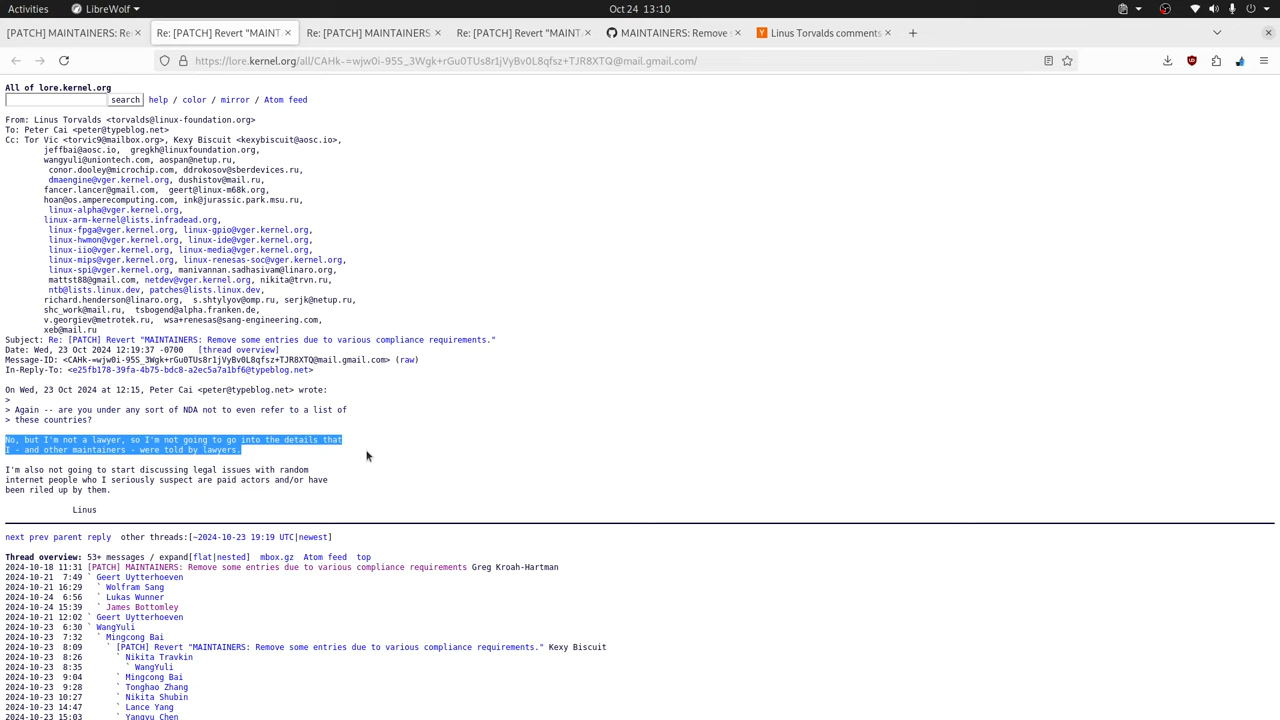 Activities
LibreWolf
Oct 24 13:10
[PATCH] MAINTAINERS: Re
Re: [PATCH] Revert "MAINT
Re: [PATCH] MAINTAINERS:
Re: [PATCH] Revert "MAINT
MAINTAINERS: Remove s
Linus Torvalds comments
https://lore.kernel.org/all/CAHk-=wjw0i-95S_3Wgk+rGu0TUs8r1jVyBv0L8qfsz+TJR8XTQ@mail.gmail.com/
All of lore.kernel.org
search help / color / mirror / Atom feed
From: Linus Torvalds <torvalds@linux-foundation.org>
To: Peter Cai <peter@typeblog.net>
Cc: Tor Vic <torvic9@mailbox.org>, Kexy Biscuit <kexybiscuit@aosc.io>,
jeffbai@aosc.io, gregkh@linuxfoundation.org,
wangyuli@uniontech.com, aospan@netup.ru,
conor.dooley@microchip.com, ddrokosov@sberdevices.ru,
dmaengine@vger.kernel.org, dushistov@mail.ru,
fancer.lancer@gmail.com, geert@linux-m68k.org,
hoan@os.amperecomputing.com, ink@jurassic.park.msu.ru,
linux-alpha@vger.kernel.org,
linux-arm-kernel@lists.infradead.org,
linux-fpga@vger.kernel.org, linux-gpio@vger.kernel.org,
linux-hwmon@vger.kernel.org, linux-ide@vger.kernel.org,
linux-iio@vger.kernel.org, linux-media@vger.kernel.org,
linux-mips@vger.kernel.org, linux-renesas-soc@vger.kernel.org,
linux-spi@vger.kernel.org, manivannan.sadhasivam@linaro.org,
mattst88@gmail.com, netdev@vger.kernel.org, nikita@trvn.ru,
ntb@lists.linux.dev, patches@lists.linux.dev,
richard.henderson@linaro.org, s.shtylyov@omp.ru, serjk@netup.ru,
shc_work@mail.ru, tsbogend@alpha.franken.de,
v.georgiev@metrotek.ru, wsa+renesas@sang-engineering.com,
xeb@mail.ru
Subject: Re: [PATCH] Revert "MAINTAINERS: Remove some entries due to various compliance requirements."
Date: Wed, 23 Oct 2024 12:19:37 -0700 [thread overview]
Message-ID: <CAHk-=wjw0i-95S_3Wgk+rGu0TUs8r1jVyBv0L8qfsz+TJR8XTQ@mail.gmail.com> (raw)
In-Reply-To: <e25fb178-39fa-4b75-bdc8-a2ec5a7a1bf6@typeblog.net>
On Wed, 23 Oct 2024 at 12:15, Peter Cai <peter@typeblog.net> wrote:
>
> Again -- are you under any sort of NDA not to even refer to a list of
> these countries?
No, but I'm not a lawyer, so I'm not going to go into the details that
I - and other maintainers - were told by lawyers.
I'm also not going to start discussing legal issues with random
internet people who I seriously suspect are paid actors and/or have
been riled up by them.
Linus
next prev parent reply other threads:[~2024-10-23 19:19 UTC|newest]
Thread overview: 53+ messages / expand[flat|nested] mbox.gz Atom feed top
2024-10-18 11:31 [PATCH] MAINTAINERS: Remove some entries due to various compliance requirements Greg Kroah-Hartman
2024-10-21 7:49 ` Geert Uytterhoeven
2024-10-21 16:29 ` Wolfram Sang
2024-10-24 6:56 ` Lukas Wunner
2024-10-24 15:39 ` James Bottomley
2024-10-21 12:02 ` Geert Uytterhoeven
2024-10-23 6:30 ` WangYuli
2024-10-23 7:32 ` Mingcong Bai
2024-10-23 8:09 ` [PATCH] Revert "MAINTAINERS: Remove some entries due to various compliance requirements." Kexy Biscuit
2024-10-23 8:26 ` Nikita Travkin
2024-10-23 8:35 ` WangYuli
2024-10-23 9:04 ` Mingcong Bai
2024-10-23 9:28 ` Tonghao Zhang
2024-10-23 10:27 ` Nikita Shubin
2024-10-23 14:47 ` Lance Yang
2024-10-23 15:03 ` Yangyu Chen